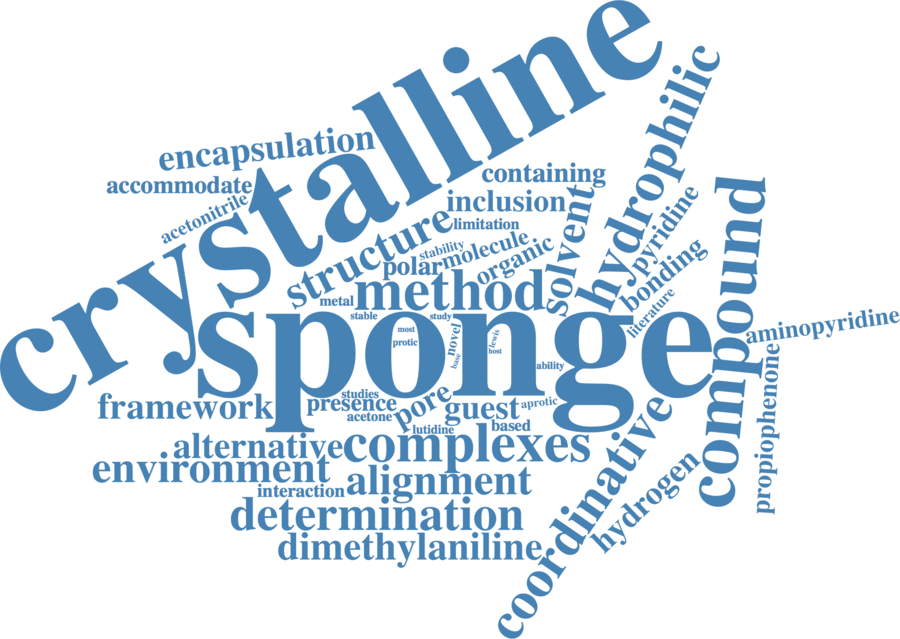 crystalline
encapsulation
accommodate
acetonitrile
containing
inclusion
hydrophilic
structure
limitation
solvent
stability
polar
molecule
organic
pyridine
bonding
metal
method
literature
compound
stable
study
most
protic
novel
base
lewis
host
sponge
ability
aminopyridine
propiophenone
framework
studies
presence
acetone
pore
guest
aprotic
lutidine
based
alternative
complexes
coordinative
environment
interaction
alignment
hydrogen
determination
dimethylaniline